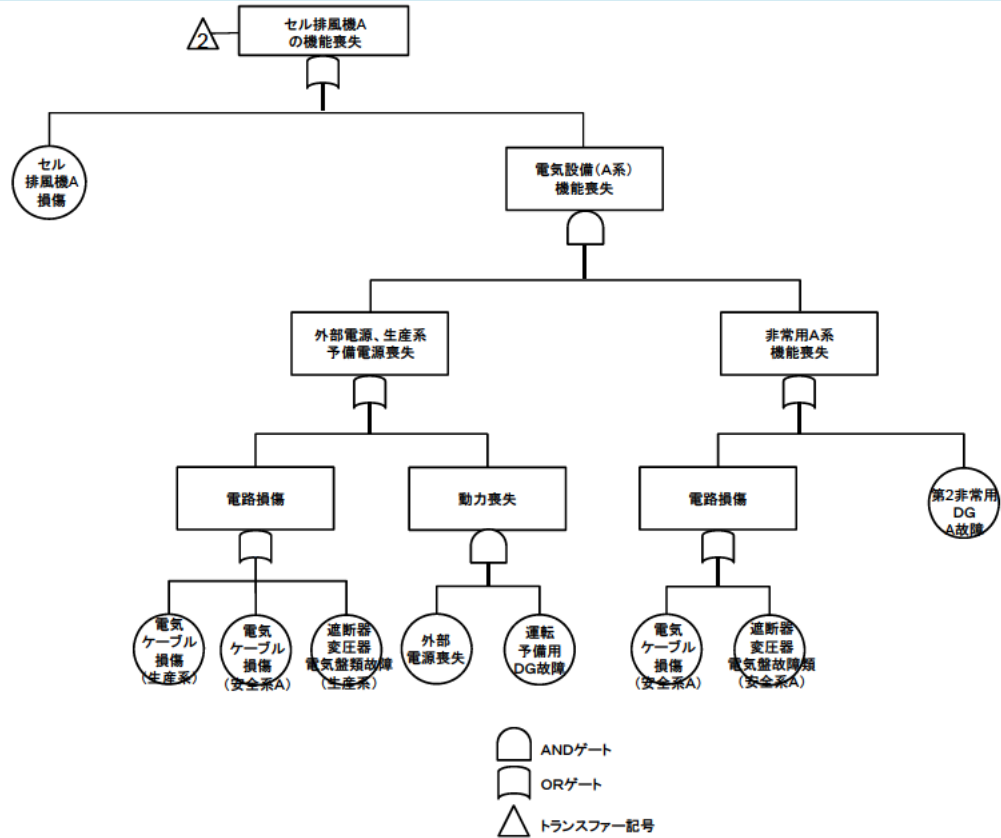 2
セル排風機A
の機能喪失
セル
排風機A
損傷
電気設備(A系)
機能喪失
外部電源、生産系
予備電源喪失
非常用A系
機能喪失
電路損傷
動力喪失
電路損傷
第2非常用
DG
A故障
電気
ケーブル
損傷
(生産系)
電気
ケーブル
損傷
(安全系A)
遮断器
変圧器
電気盤類故障
(生産系)
外部
電源喪失
運転
予備用
DG故障
電気
ケーブル
損傷
(安全系A)
遮断器
変圧器
電気盤故障類
(安全系A)
ANDゲート
ORゲート
トランスファー記号